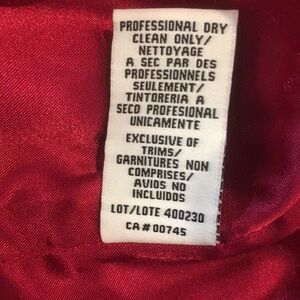 PROFESSIONAL DRY
CLEAN ONLY/
NETTOYAGE
A SEC PAR DES
PROFESSIONNELS
SEULEMENT/
TINTORERIA A
SECO PROFESIONAL
UNICAMENTE
EXCLUSIVE OF
TRIMS/
GARNITURES NON
COMPRISES/
AVIOS NO
INCLUIDOS
LOT/LOTE 400230
CA# 00745